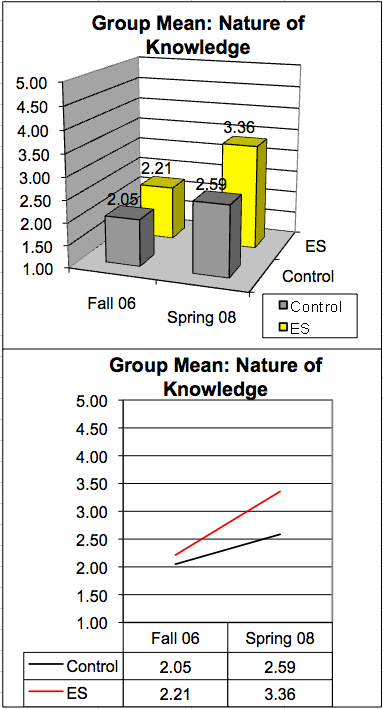 Group Mean: Nature of
Knowledge
5.00
4.50
4.00
3.50
3.00
2.50
2.00
1.50
1.00
3.36
2.21
2.59
2.05
ES
Control
Fall 06
Spring 08
Control
ES
Group Mean: Nature of
Knowledge
5.00
4.50
4.00
3.50
3.00
2.50
2.00
1.50
1.00
Fall 06 Spring 08
Control 2.05 2.59
ES 2.21 3.36